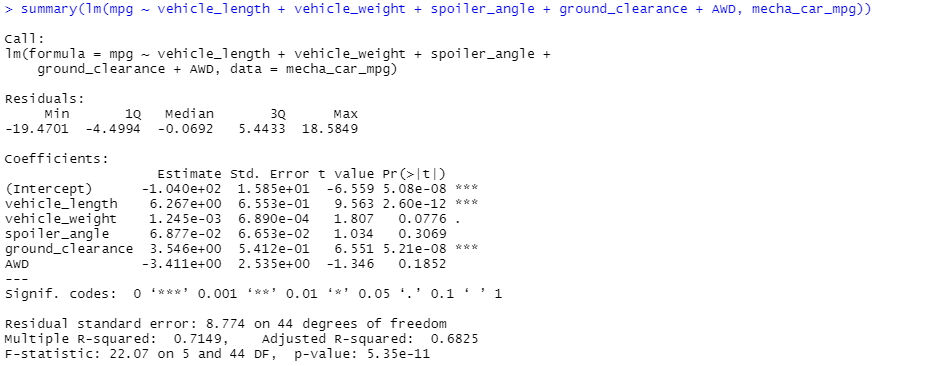 > summary(lm(mpg ~ vehicle_length + vehicle_weight + spoiler_angle + ground_clearance + AWD, mecha_car_mpg))
Call:
lm(formula = mpg ~ vehicle_length + vehicle_weight + spoiler_angle +
    ground_clearance + AWD, data = mecha_car_mpg)
Residuals:
     Min       1Q   Median       3Q      Max
-19.4701  -4.4994  -0.0692   5.4433  18.5849
Coefficients:
                   Estimate Std. Error t value Pr(>|t|)
(Intercept)      -1.040e+02  1.585e+01  -6.559 5.08e-08 ***
vehicle_length    6.267e+00  6.553e-01   9.563 2.60e-12 ***
vehicle_weight    1.245e-03  6.890e-04   1.807   0.0776 .
spoiler_angle     6.877e-02  6.653e-02   1.034   0.3069
ground_clearance  3.546e+00  5.412e-01   6.551 5.21e-08 ***
AWD              -3.411e+00  2.535e+00  -1.346   0.1852
---
Signif. codes:  0 ‘***’ 0.001 ‘**’ 0.01 ‘*’ 0.05 ‘.’ 0.1 ‘ ’ 1
Residual standard error: 8.774 on 44 degrees of freedom
Multiple R-squared:  0.7149,    Adjusted R-squared:  0.6825
F-statistic: 22.07 on 5 and 44 DF,  p-value: 5.35e-11